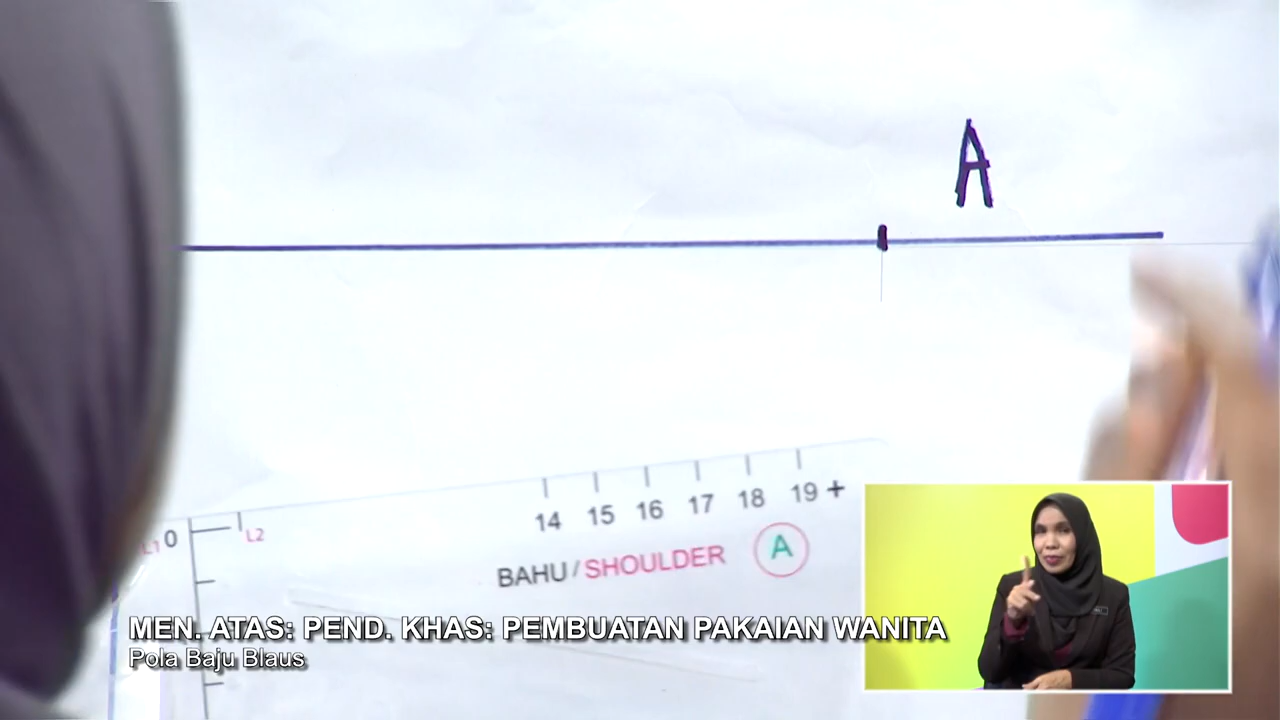 A
14 15 16 17 18 19 +
L1 0 L2
BAHU/SHOULDER A
MEN. ATAS: PEND. KHAS: PEMBUATAN PAKAIAN WANITA
Pola Baju Blaus